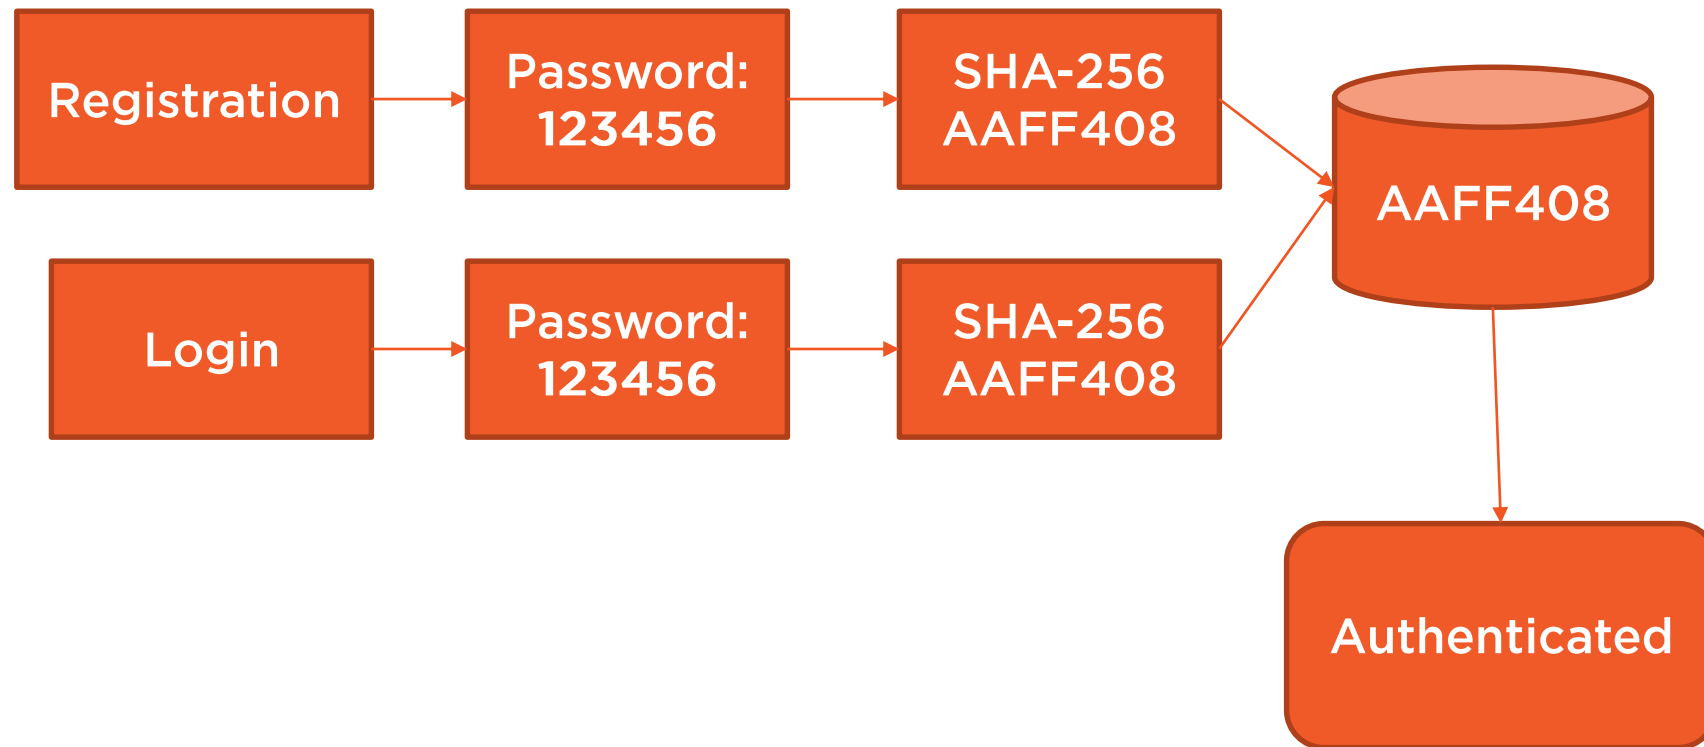 Registration
Password:
123456
SHA-256
AAFF408
AAFF408
Login
Password:
123456
SHA-256
AAFF408
Authenticated